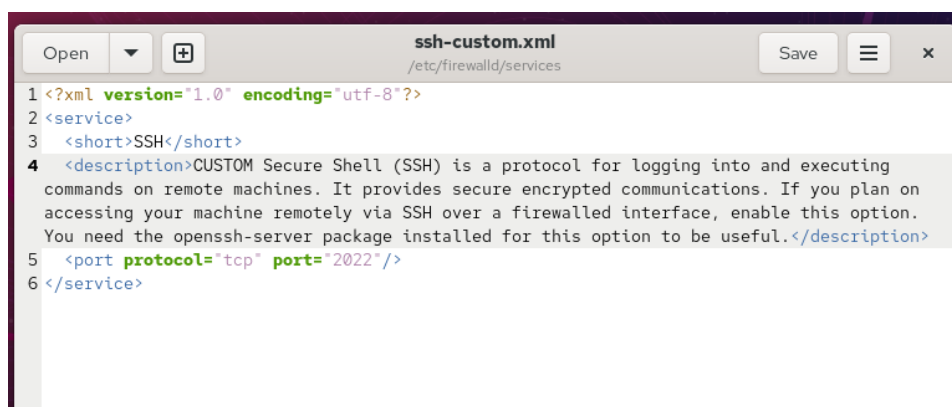 Open
ssh-custom.xml
/etc/firewalld/services
Save
1 <?xml version="1.0" encoding="utf-8"?>
2 <service>
3 <short>SSH</short>
4 <description>CUSTOM Secure Shell (SSH) is a protocol for logging into and executing
commands on remote machines. It provides secure encrypted communications. If you plan on
accessing your machine remotely via SSH over a firewalled interface, enable this option.
You need the openssh-server package installed for this option to be useful.</description>
5 <port protocol="tcp" port="2022"/>
6 </service>